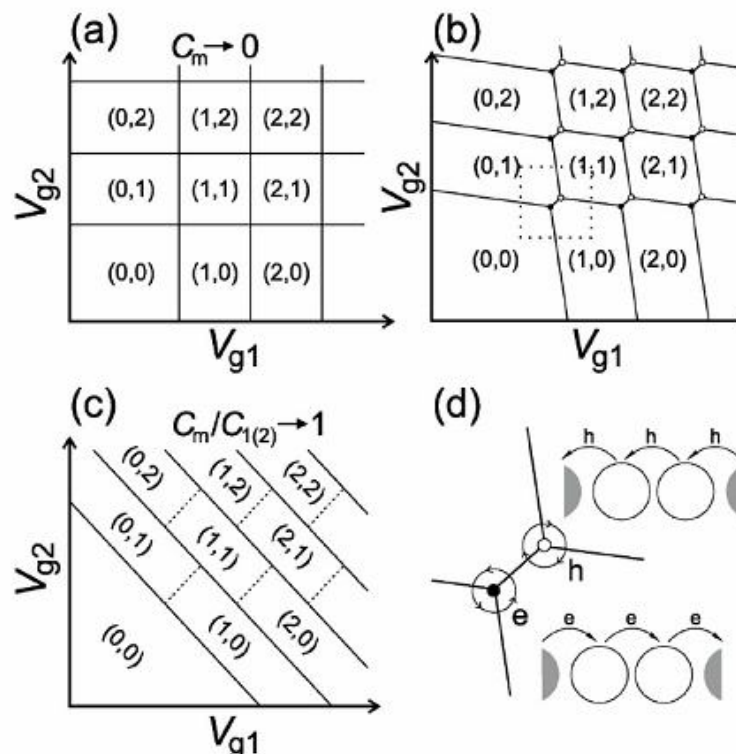 (a)
C_m→0
V_g2
(0,2) (1,2) (2,2)
(0,1) (1,1) (2,1)
(0,0) (1,0) (2,0)
V_g1
(b)
V_g2
(0,2) (1,2) (2,2)
(0,1) (1,1) (2,1)
(0,0) (1,0) (2,0)
V_g1
(c)
C_m/C_1(2)→1
V_g2
(0,2) (1,2) (2,2)
(0,1) (1,1) (2,1)
(0,0) (1,0) (2,0)
V_g1
(d)
h h h
h
e
e e e